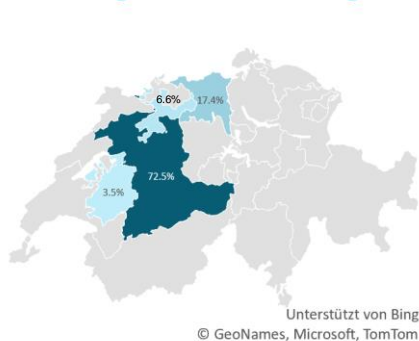 6.6%
17.4%
72.5%
3.5%
Unterstützt von Bing
© GeoNames, Microsoft, TomTom